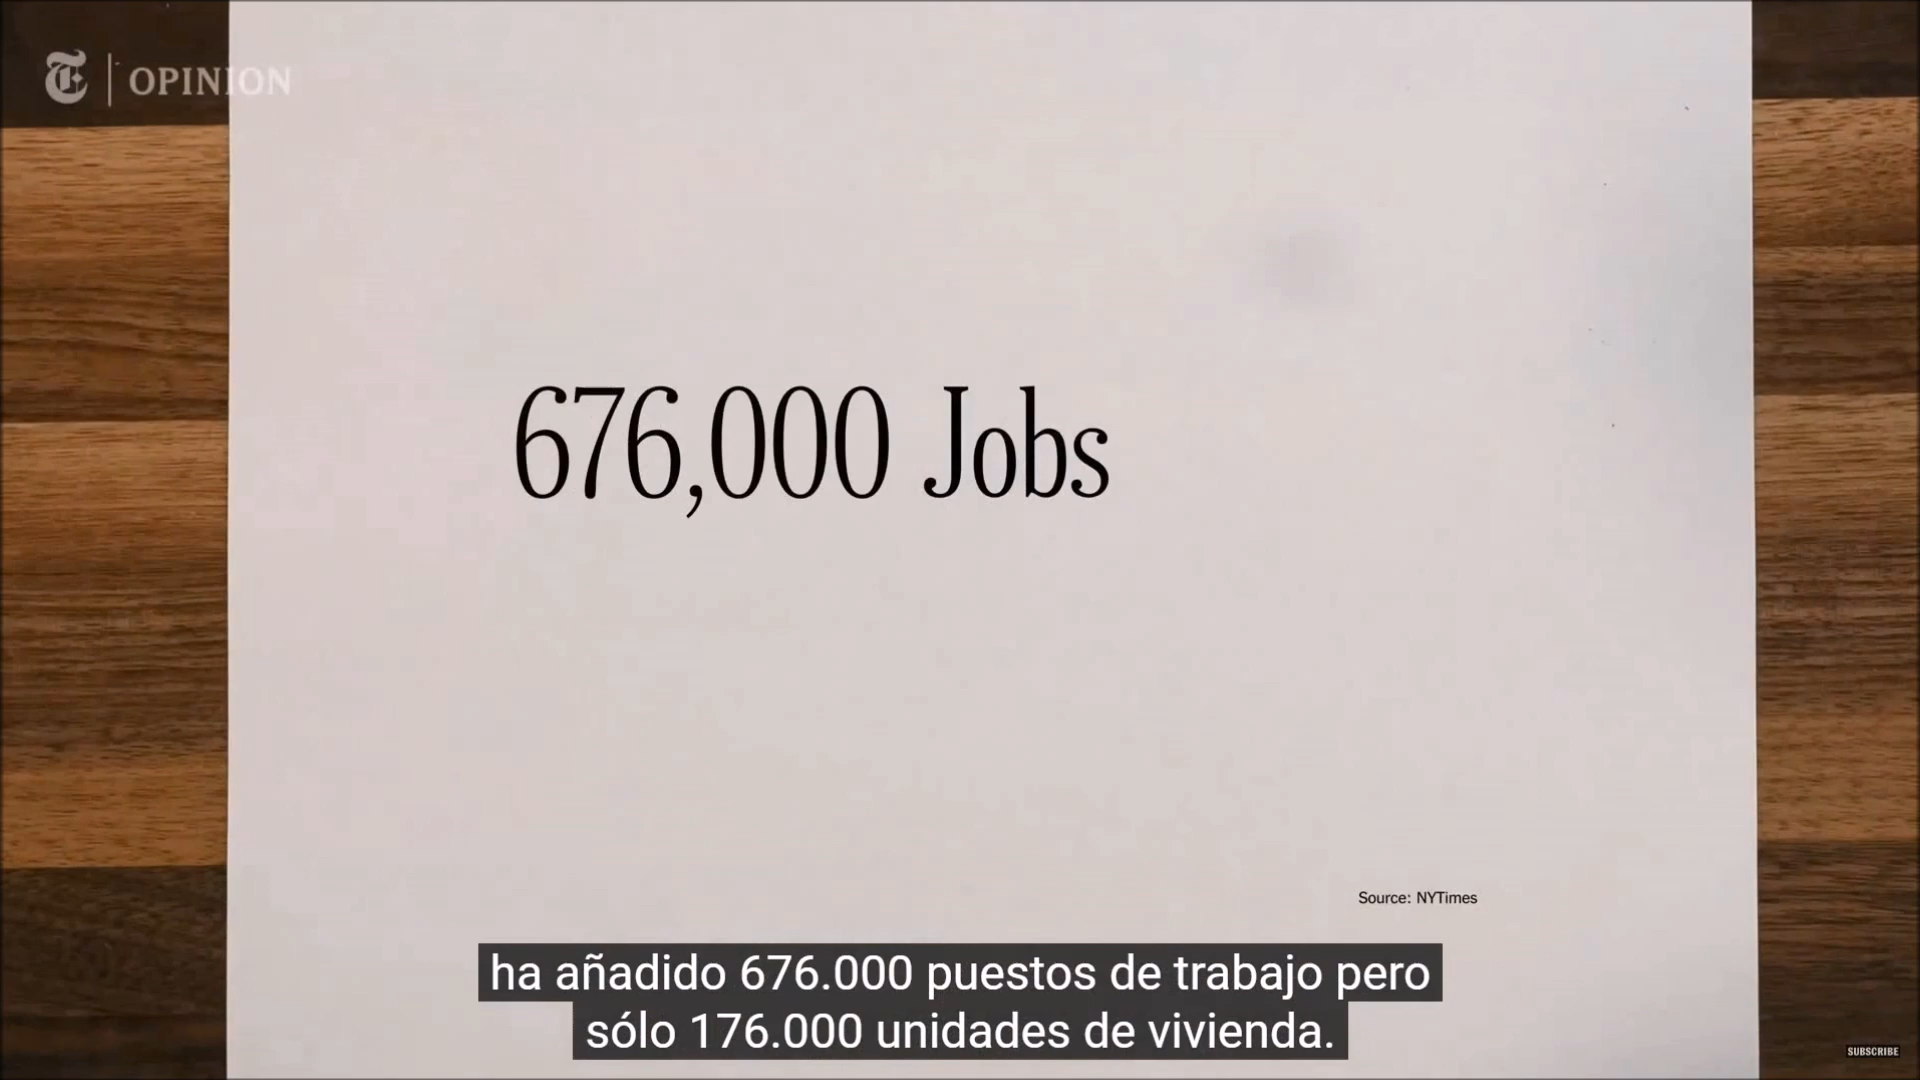 OPINION
676,000 Jobs
Source: NYTimes
ha añadido 676.000 puestos de trabajo pero
sólo 176.000 unidades de vivienda.
SUBSCRIBE